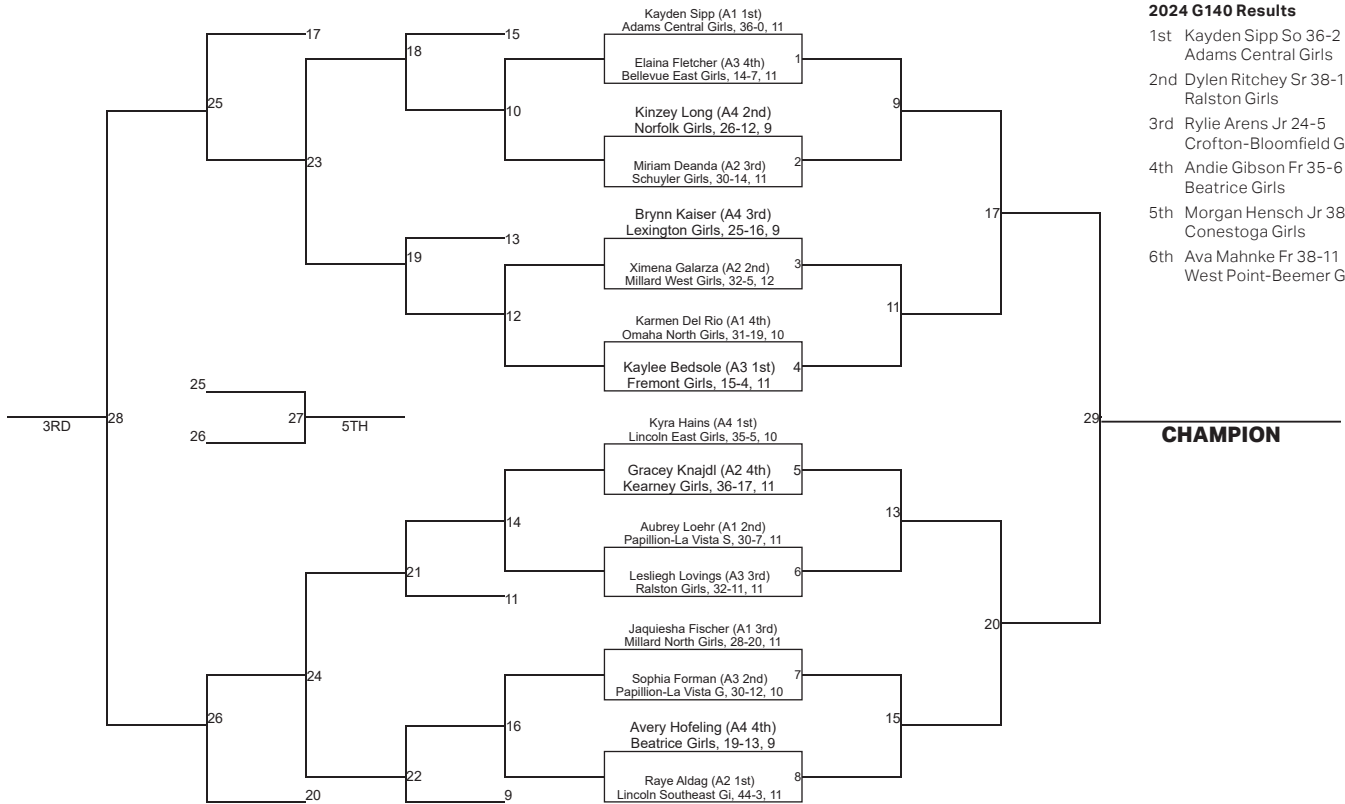 17
25
23
18
15
10
19
13
12
28
3RD
25
26
27
5TH
14
21
11
24
26
20
16
22
9
Kayden Sipp (A1 1st)
Adams Central Girls, 36-0, 11
1
Elaina Fletcher (A3 4th)
Bellevue East Girls, 14-7, 11
Kinzey Long (A4 2nd)
Norfolk Girls, 26-12, 9
2
Miriam Deanda (A2 3rd)
Schuyler Girls, 30-14, 11
Brynn Kaiser (A4 3rd)
Lexington Girls, 25-16, 9
3
Ximena Galarza (A2 2nd)
Millard West Girls, 32-5, 12
Karmen Del Rio (A1 4th)
Omaha North Girls, 31-19, 10
4
Kaylee Bedsole (A3 1st)
Fremont Girls, 15-4, 11
Kyra Hains (A4 1st)
Lincoln East Girls, 35-5, 10
5
Gracey Knajdl (A2 4th)
Kearney Girls, 36-17, 11
Aubrey Loehr (A1 2nd)
Papillion-La Vista S, 30-7, 11
6
Lesliegh Lovings (A3 3rd)
Ralston Girls, 32-11, 11
Jaquiesha Fischer (A1 3rd)
Millard North Girls, 28-20, 11
7
Sophia Forman (A3 2nd)
Papillion-La Vista G, 30-12, 10
Avery Hofeling (A4 4th)
Beatrice Girls, 19-13, 9
8
Raye Aldag (A2 1st)
Lincoln Southeast Gi, 44-3, 11
9
17
11
29
CHAMPION
13
20
15
2024 G140 Results
1st Kayden Sipp So 36-2
Adams Central Girls
2nd Dylen Ritchey Sr 38-1
Ralston Girls
3rd Rylie Arens Jr 24-5
Crofton-Bloomfield G
4th Andie Gibson Fr 35-6
Beatrice Girls
5th Morgan Hensch Jr 38
Conestoga Girls
6th Ava Mahnke Fr 38-11
West Point-Beemer G